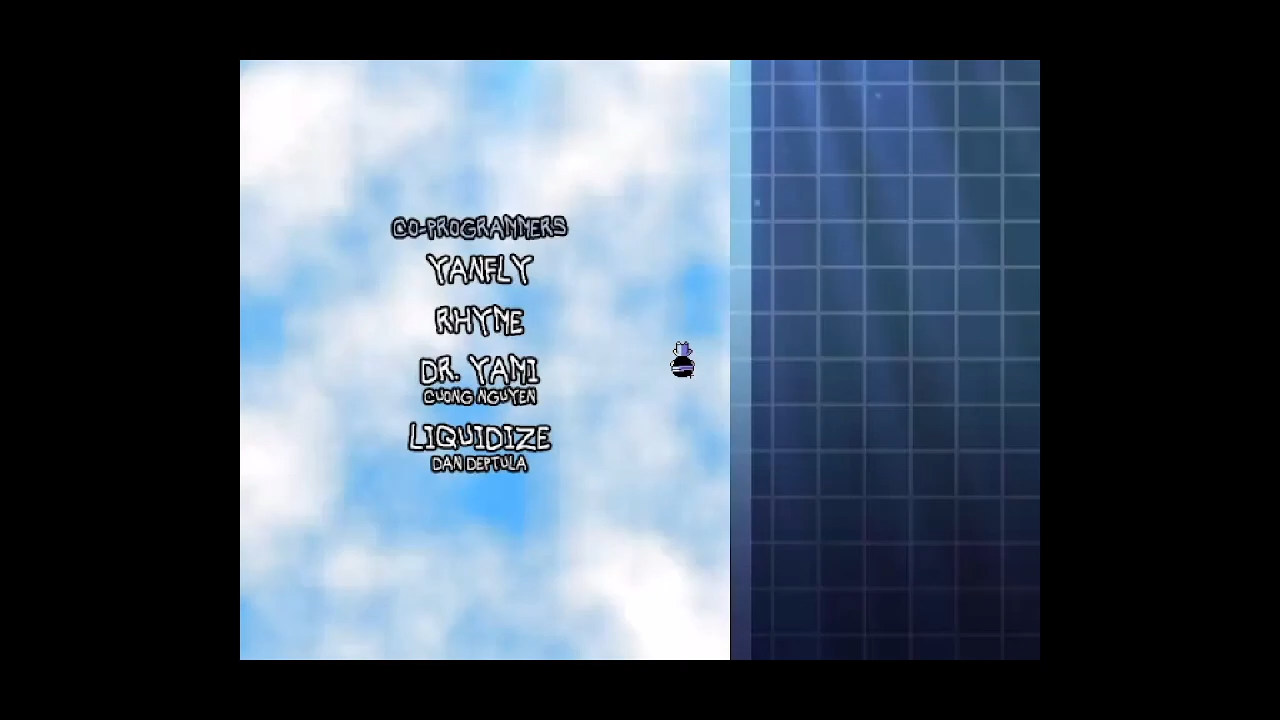 CO-PROGRAMMERS
YANFLY
RHYME
DR. YAMI
CUONG NGUYEN
LIQUIDIZE
DAN DEPTULA